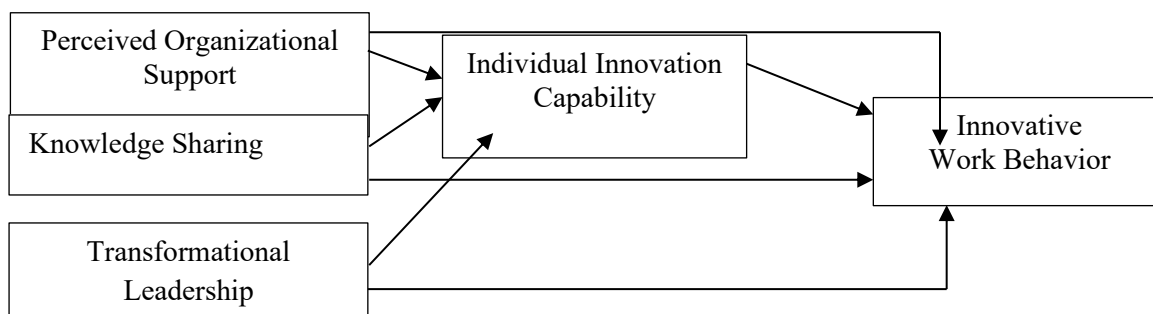 Perceived Organizational
Support
Individual Innovation
Capability
Knowledge Sharing
Innovative
Work Behavior
Transformational
Leadership